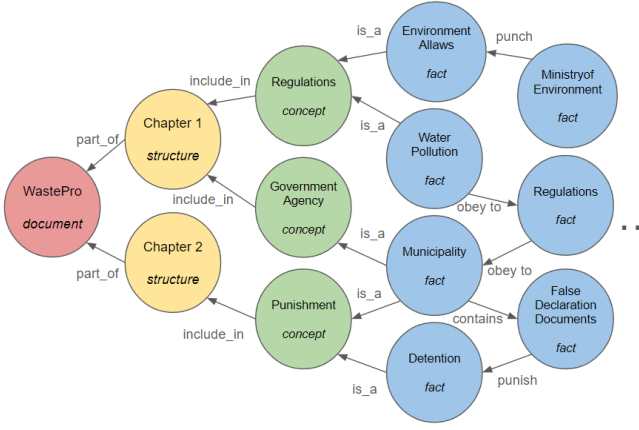 WastePro
document
part_of
part_of
Chapter 1
structure
Chapter 2
structure
include_in
include_in
include_in
Regulations
concept
Government
Agency
concept
Punishment
concept
is_a
is_a
is_a
is_a
is_a
Environment
Allaws
fact
Water
Pollution
fact
Municipality
fact
Detention
fact
punch
obey to
obey to
contains
punish
Ministryof
Environment
fact
Regulations
fact
False
Declaration
Documents
fact
..